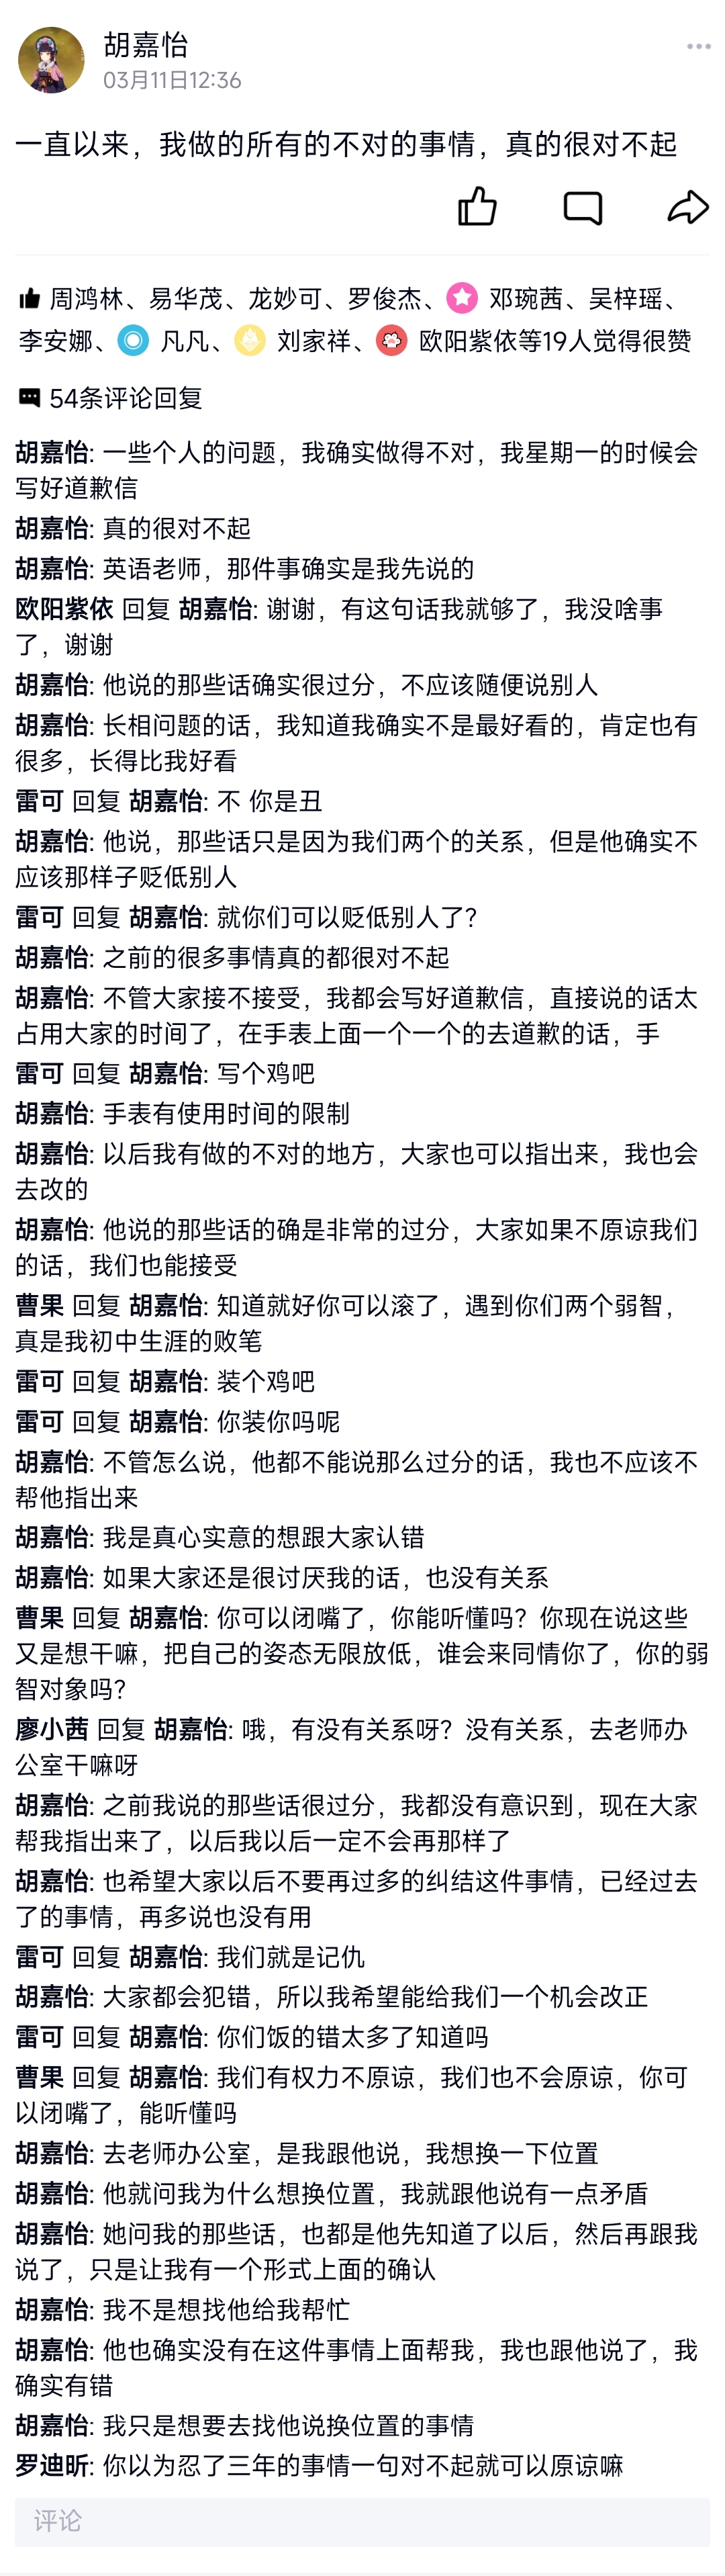 胡嘉怡
03月11日12:36
一直以来，我做的所有的不对的事情，真的很对不起
周鸿林、易华茂、龙妙可、罗俊杰、邓琬茜、吴梓瑶、
李安娜、凡凡、刘家祥、欧阳紫依等19人觉得很赞
54条评论回复
胡嘉怡: 一些个人的问题，我确实做得不对，我星期一的时候会
写好道歉信
胡嘉怡: 真的很对不起
胡嘉怡: 英语老师，那件事确实是我先说的
欧阳紫依 回复 胡嘉怡: 谢谢，有这句话我就够了，我没啥事
了，谢谢
胡嘉怡: 他说的那些话确实很过分，不应该随便说别人
胡嘉怡: 长相问题的话，我知道我确实不是最好看的，肯定也有
很多，长得比我好看
雷可 回复 胡嘉怡: 不 你是丑
胡嘉怡: 他说，那些话只是因为我们两个的关系，但是他确实不
应该那样子贬低别人
雷可 回复 胡嘉怡: 就你们可以贬低别人了?
胡嘉怡: 之前的很多事情真的都很对不起
胡嘉怡: 不管大家接不接受，我都会写好道歉信，直接说的话太
占用大家的时间了，在手表上面一个一个的去道歉的话，手
雷可 回复 胡嘉怡: 写个鸡吧
胡嘉怡: 手表有使用时间的限制
胡嘉怡: 以后我有做的不对的地方，大家也可以指出来，我也会
去改的
胡嘉怡: 他说的那些话的确是非常的过分，大家如果不原谅我们
的话，我们也能接受
曹果 回复 胡嘉怡: 知道就好你可以滚了，遇到你们两个弱智，
真是我初中生涯的败笔
雷可 回复 胡嘉怡: 装个鸡吧
雷可 回复 胡嘉怡: 你装你吗呢
胡嘉怡: 不管怎么说，他都不能说那么过分的话，我也不应该不
帮他指出来
胡嘉怡: 我是真心实意的想跟大家认错
胡嘉怡: 如果大家还是很讨厌我的话，也没有关系
曹果 回复 胡嘉怡: 你可以闭嘴了，你能听懂吗？你现在说这些
又是想干嘛，把自己的姿态无限放低，谁会来同情你了，你的弱
智对象吗?
廖小茜 回复 胡嘉怡: 哦，有没有关系呀？没有关系，去老师办
公室干嘛呀
胡嘉怡: 之前我说的那些话很过分，我都没有意识到，现在大家
帮我指出来了，以后我以后一定不会再那样了
胡嘉怡: 也希望大家以后不要再过多的纠结这件事情，已经过去
了的事情，再多说也没有用
雷可 回复 胡嘉怡: 我们就是记仇
胡嘉怡: 大家都会犯错，所以我希望能给我们一个机会改正
雷可 回复 胡嘉怡: 你们饭的错太多了知道吗
曹果 回复 胡嘉怡: 我们有权力不原谅，我们也不会原谅，你可
以闭嘴了，能听懂吗
胡嘉怡: 去老师办公室，是我跟他说，我想换一下位置
胡嘉怡: 他就问我为什么想换位置，我就跟他说有一点矛盾
胡嘉怡: 她问我的那些话，也都是他先知道了以后，然后再跟我
说了，只是让我有一个形式上面的确认
胡嘉怡: 我不是想找他给我帮忙
胡嘉怡: 他也确实没有在这件事情上面帮我，我也跟他说了，我
确实有错
胡嘉怡: 我只是想要去找他说换位置的事情
罗迪昕: 你以为忍了三年的事情一句对不起就可以原谅嘛
评论